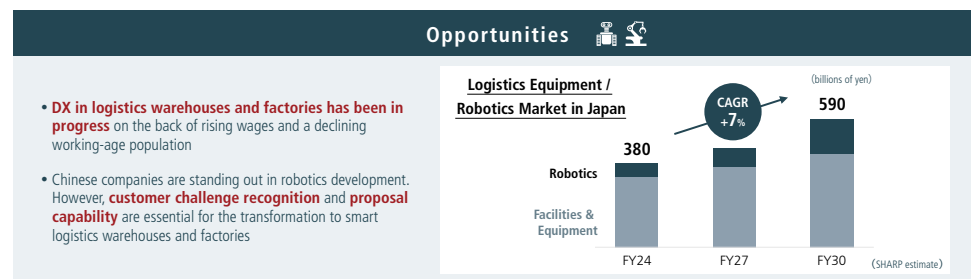 Opportunities
• DX in logistics warehouses and factories has been in
progress on the back of rising wages and a declining
working-age population
• Chinese companies are standing out in robotics development.
However, customer challenge recognition and proposal
capability are essential for the transformation to smart
logistics warehouses and factories
Logistics Equipment /
Robotics Market in Japan
(billions of yen)
CAGR
+7%
590
380
Robotics
Facilities &
Equipment
FY24
FY27
FY30
(SHARP estimate)